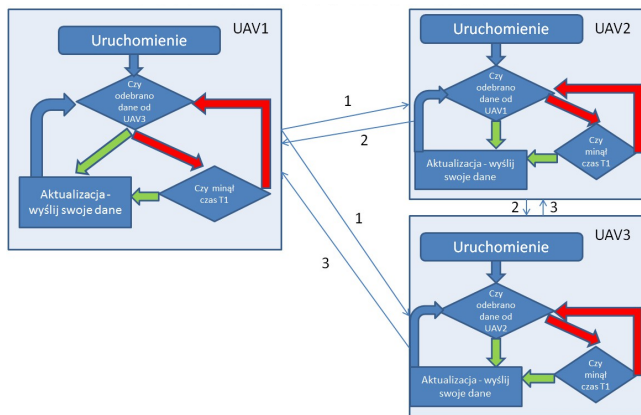 UAV1
Uruchomienie
Czy
odebrano
dane od
UAV3
Aktualizacja - wyślij
swoje dane
Czy minął
czas T1
1
2
1
3
UAV2
Uruchomienie
Czy
odebrano
dane od
UAV1
Aktualizacja - wyślij
swoje dane
Czy
minął
czas T1
2
3
UAV3
Uruchomienie
Czy
odebrano
dane od
UAV2
Aktualizacja - wyślij
swoje dane
Czy
minął
czas T1